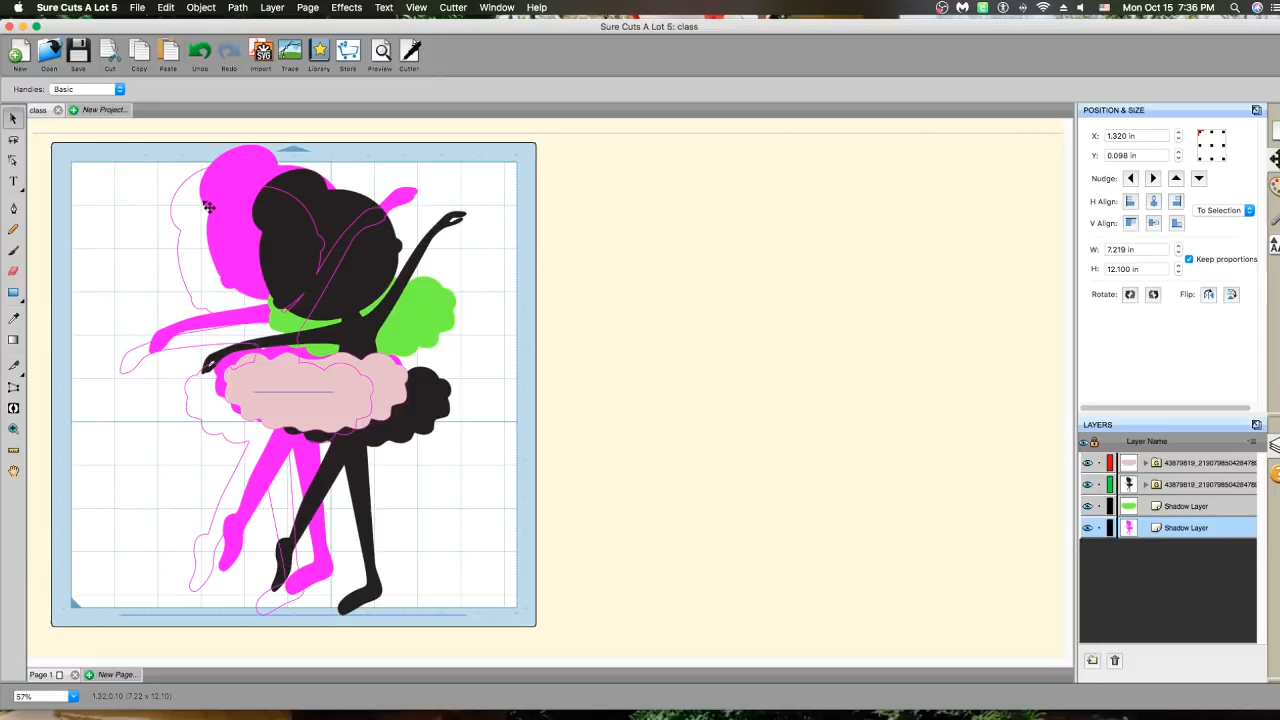 Sure Cuts A Lot 5 File Edit Object Path Layer Page Effects Text View Cutter Window Help Mon Oct 15 7:36 PM
Sure Cuts A Lot 5: class
New Open Save Cut Copy Paste Undo Redo Import Trace Library Store Preview Cutter
SVG
Handles: Basic
class New Project...
POSITION & SIZE
X: 1.320 in
Y: 0.098 in
Nudge:
H Align:
To Selection
V Align:
W: 7.219 in
Keep proportions
H: 12.100 in
Rotate: Flip:
LAYERS
Layer Name
G 43879819_2190798504284789
G 43879819_2190798504284789
Shadow Layer
Shadow Layer
Page 1 New Page...
57% 1.32,0.10 (7.22 x 12.10)